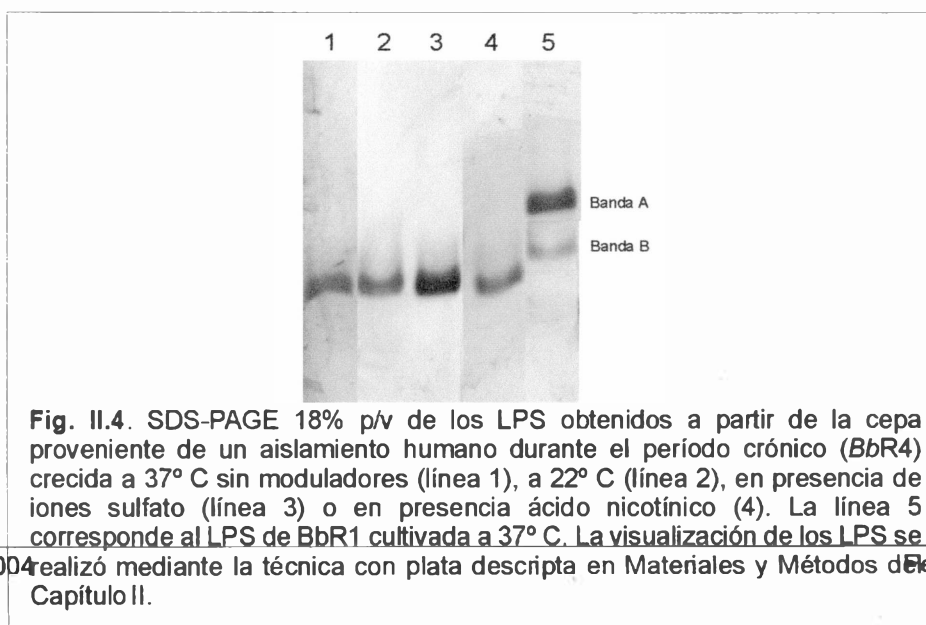 1 2 3 4 5
Banda A
Banda B
Fig. II.4. SDS-PAGE 18% p/v de los LPS obtenidos a partir de la cepa
proveniente de un aislamiento humano durante el período crónico (BbR4)
crecida a 37º C sin moduladores (línea 1), a 22º C (línea 2), en presencia de
iones sulfato (línea 3) o en presencia ácido nicotínico (4). La línea 5
corresponde al LPS de BbR1 cultivada a 37º C. La visualización de los LPS se
realizó mediante la técnica con plata descripta en Materiales y Métodos del
Capítulo II.